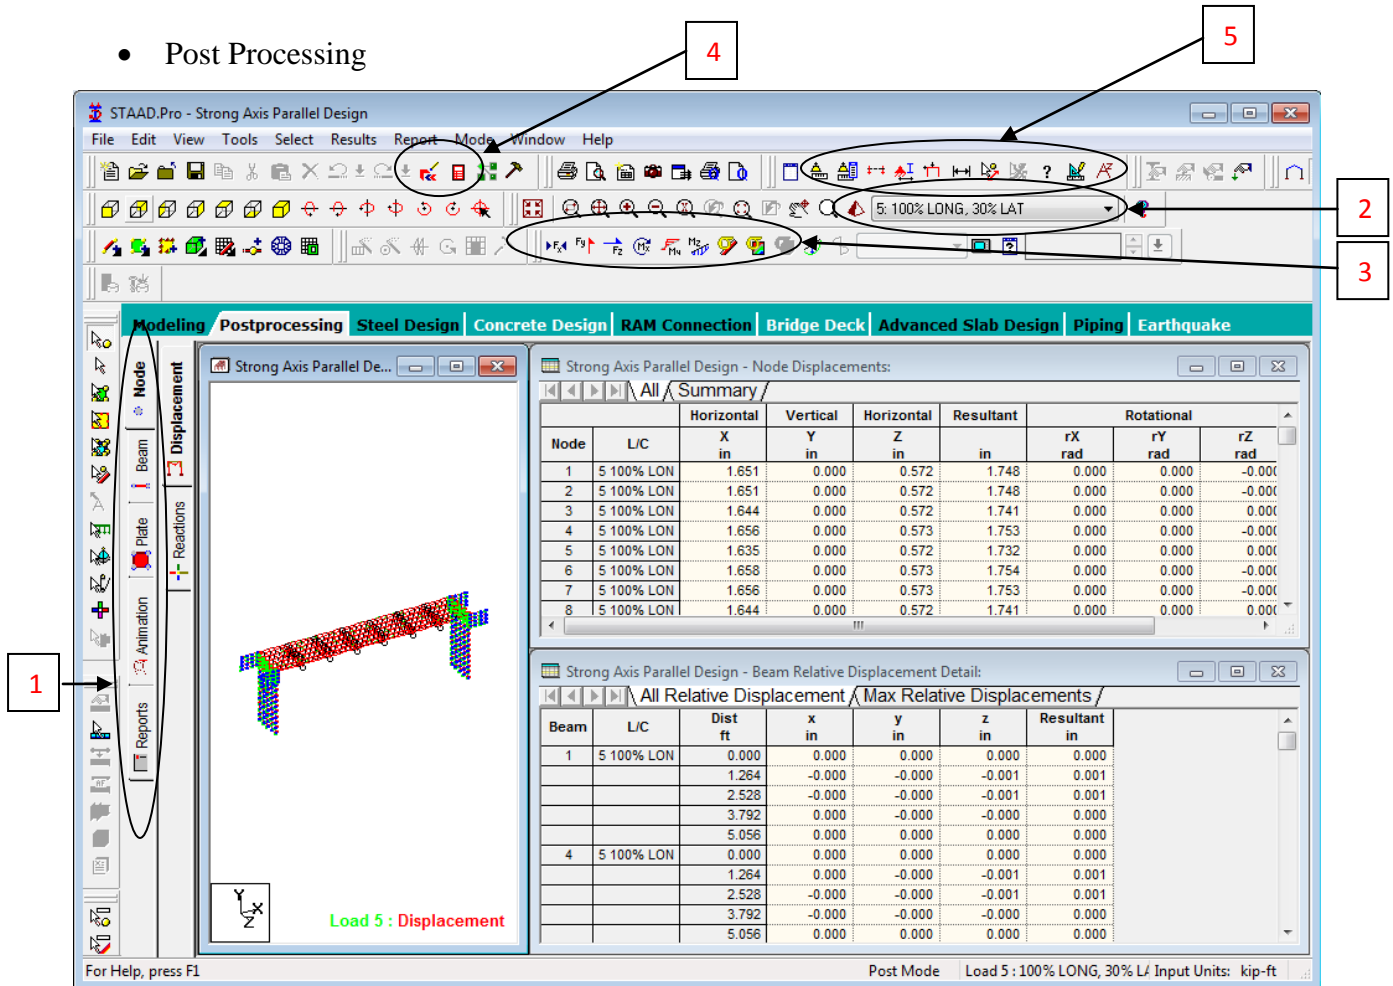 • Post Processing
4
5
STAAD.Pro - Strong Axis Parallel Design
File Edit View Tools Select Results Report Mode Window Help
5: 100% LONG, 30% LAT
2
3
Modeling Postprocessing Steel Design Concrete Design RAM Connection Bridge Deck Advanced Slab Design Piping Earthquake
Node
Beam
Plate
Animation
Reports
Displacement
Reactions
1
Strong Axis Parallel De...
Load 5 : Displacement
Y
X
Z
Strong Axis Parallel Design - Node Displacements:
All Summary
Horizontal Vertical Horizontal Resultant Rotational
Node L/C X in Y in Z in in rX rad rY rad rZ rad
1 5 100% LON 1.651 0.000 0.572 1.748 0.000 0.000 -0.000
2 5 100% LON 1.651 0.000 0.572 1.748 0.000 0.000 -0.000
3 5 100% LON 1.644 0.000 0.572 1.741 0.000 0.000 0.000
4 5 100% LON 1.656 0.000 0.573 1.753 0.000 0.000 -0.000
5 5 100% LON 1.635 0.000 0.572 1.732 0.000 0.000 0.000
6 5 100% LON 1.658 0.000 0.573 1.754 0.000 0.000 -0.000
7 5 100% LON 1.656 0.000 0.573 1.753 0.000 0.000 -0.000
8 5 100% LON 1.644 0.000 0.572 1.741 0.000 0.000 0.000
Strong Axis Parallel Design - Beam Relative Displacement Detail:
All Relative Displacement Max Relative Displacements
Beam L/C Dist ft x in y in z in Resultant in
1 5 100% LON 0.000 0.000 0.000 0.000 0.000
1.264 -0.000 -0.000 -0.001 0.001
2.528 -0.000 -0.000 -0.001 0.001
3.792 0.000 -0.000 -0.000 0.000
5.056 0.000 0.000 0.000 0.000
4 5 100% LON 0.000 0.000 0.000 0.000 0.000
1.264 0.000 -0.000 -0.001 0.001
2.528 -0.000 -0.000 -0.001 0.001
3.792 -0.000 -0.000 -0.000 0.000
5.056 0.000 0.000 0.000 0.000
For Help, press F1
Post Mode Load 5 : 100% LONG, 30% LA Input Units: kip-ft